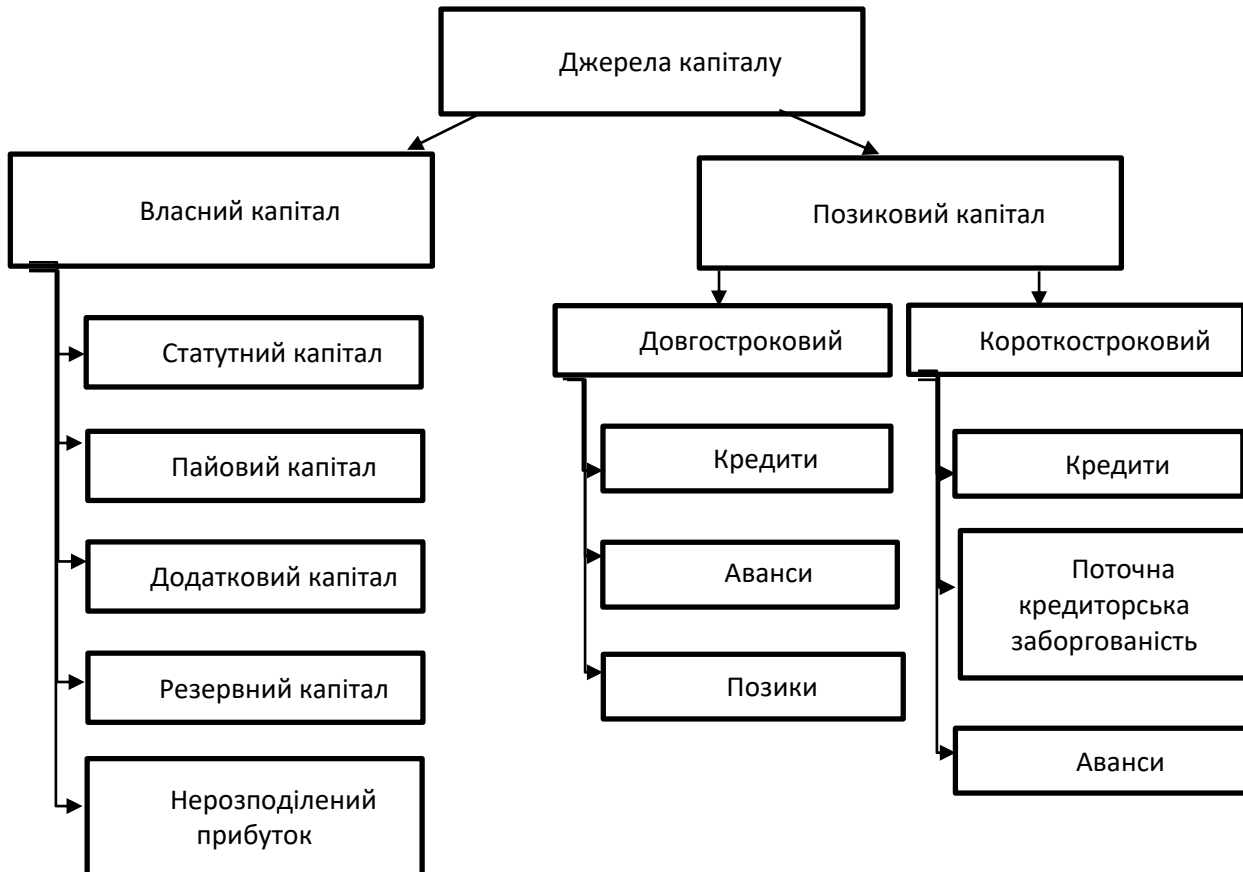 Джерела капіталу
Власний капітал
Позиковий капітал
Статутний капітал
Пайовий капітал
Додатковий капітал
Резервний капітал
Нерозподілений
прибуток
Довгостроковий
Кредити
Аванси
Позики
Короткостроковий
Кредити
Поточна
кредиторська
заборгованість
Аванси